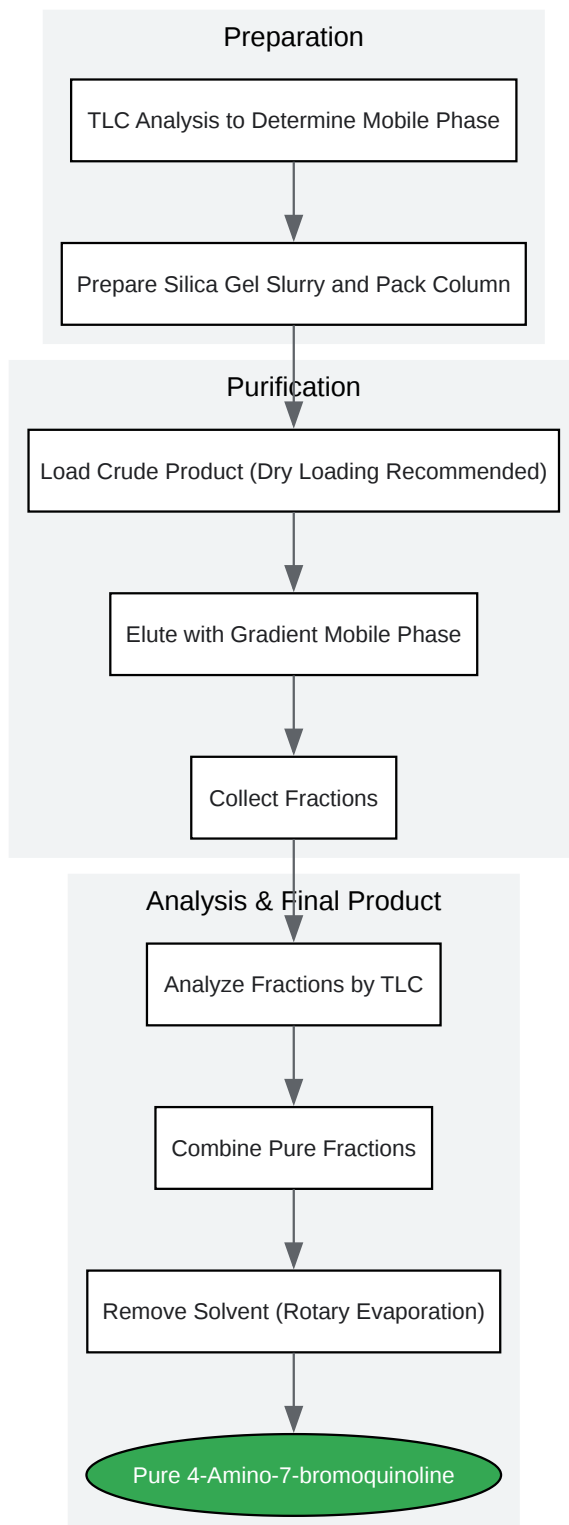 Preparation
TLC Analysis to Determine Mobile Phase
Prepare Silica Gel Slurry and Pack Column
Purification
Load Crude Product (Dry Loading Recommended)
Elute with Gradient Mobile Phase
Collect Fractions
Analysis & Final Product
Analyze Fractions by TLC
Combine Pure Fractions
Remove Solvent (Rotary Evaporation)
Pure 4-Amino-7-bromoquinoline